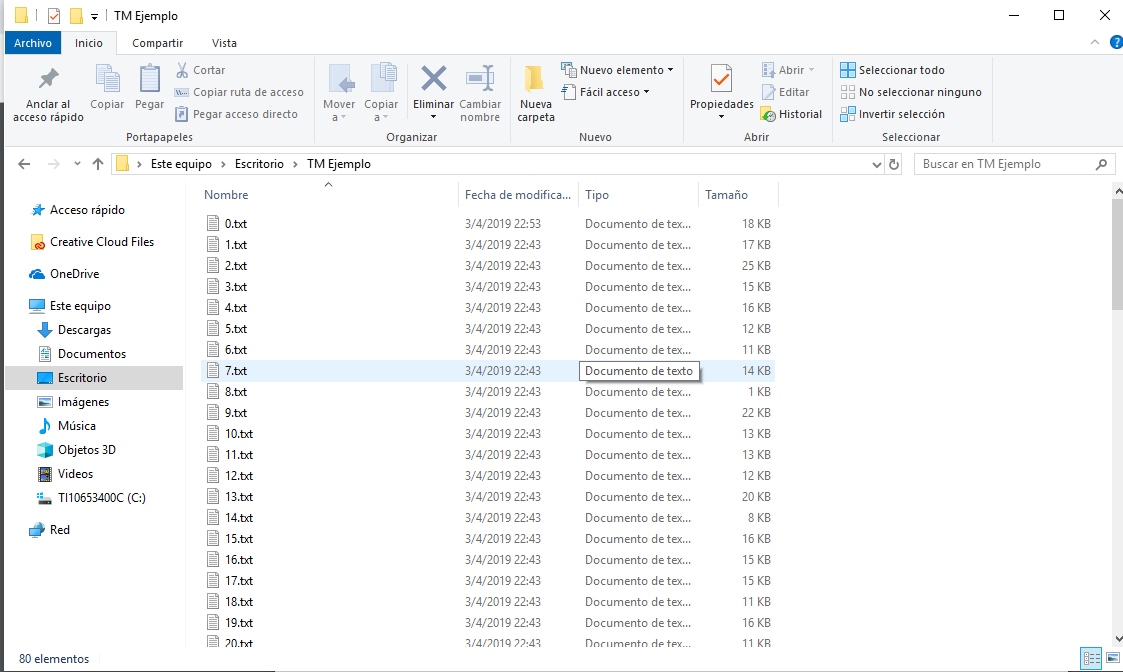 TM Ejemplo
Archivo Inicio Compartir Vista
Anclar al acceso rápido
Copiar
Pegar
Cortar
Copiar ruta de acceso
Pegar acceso directo
Portapapeles
Mover a
Copiar a
Eliminar
Cambiar nombre
Organizar
Nueva carpeta
Nuevo elemento
Fácil acceso
Nuevo
Propiedades
Abrir
Editar
Historial
Abrir
Seleccionar todo
No seleccionar ninguno
Invertir selección
Seleccionar
Este equipo > Escritorio > TM Ejemplo
Buscar en TM Ejemplo
Acceso rápido
Creative Cloud Files
OneDrive
Este equipo
Descargas
Documentos
Escritorio
Imágenes
Música
Objetos 3D
Videos
TI10653400C (C:)
Red
Nombre Fecha de modifica... Tipo Tamaño
0.txt 3/4/2019 22:53 Documento de tex... 18 KB
1.txt 3/4/2019 22:43 Documento de tex... 17 KB
2.txt 3/4/2019 22:43 Documento de tex... 25 KB
3.txt 3/4/2019 22:43 Documento de tex... 15 KB
4.txt 3/4/2019 22:43 Documento de tex... 16 KB
5.txt 3/4/2019 22:43 Documento de tex... 12 KB
6.txt 3/4/2019 22:43 Documento de tex... 11 KB
7.txt 3/4/2019 22:43 Documento de texto 14 KB
8.txt 3/4/2019 22:43 Documento de tex... 1 KB
9.txt 3/4/2019 22:43 Documento de tex... 22 KB
10.txt 3/4/2019 22:43 Documento de tex... 13 KB
11.txt 3/4/2019 22:43 Documento de tex... 13 KB
12.txt 3/4/2019 22:43 Documento de tex... 12 KB
13.txt 3/4/2019 22:43 Documento de tex... 20 KB
14.txt 3/4/2019 22:43 Documento de tex... 8 KB
15.txt 3/4/2019 22:43 Documento de tex... 16 KB
16.txt 3/4/2019 22:43 Documento de tex... 15 KB
17.txt 3/4/2019 22:43 Documento de tex... 15 KB
18.txt 3/4/2019 22:43 Documento de tex... 11 KB
19.txt 3/4/2019 22:43 Documento de tex... 16 KB
20.txt 3/4/2019 22:43 Documento de tex... 11 KB
80 elementos